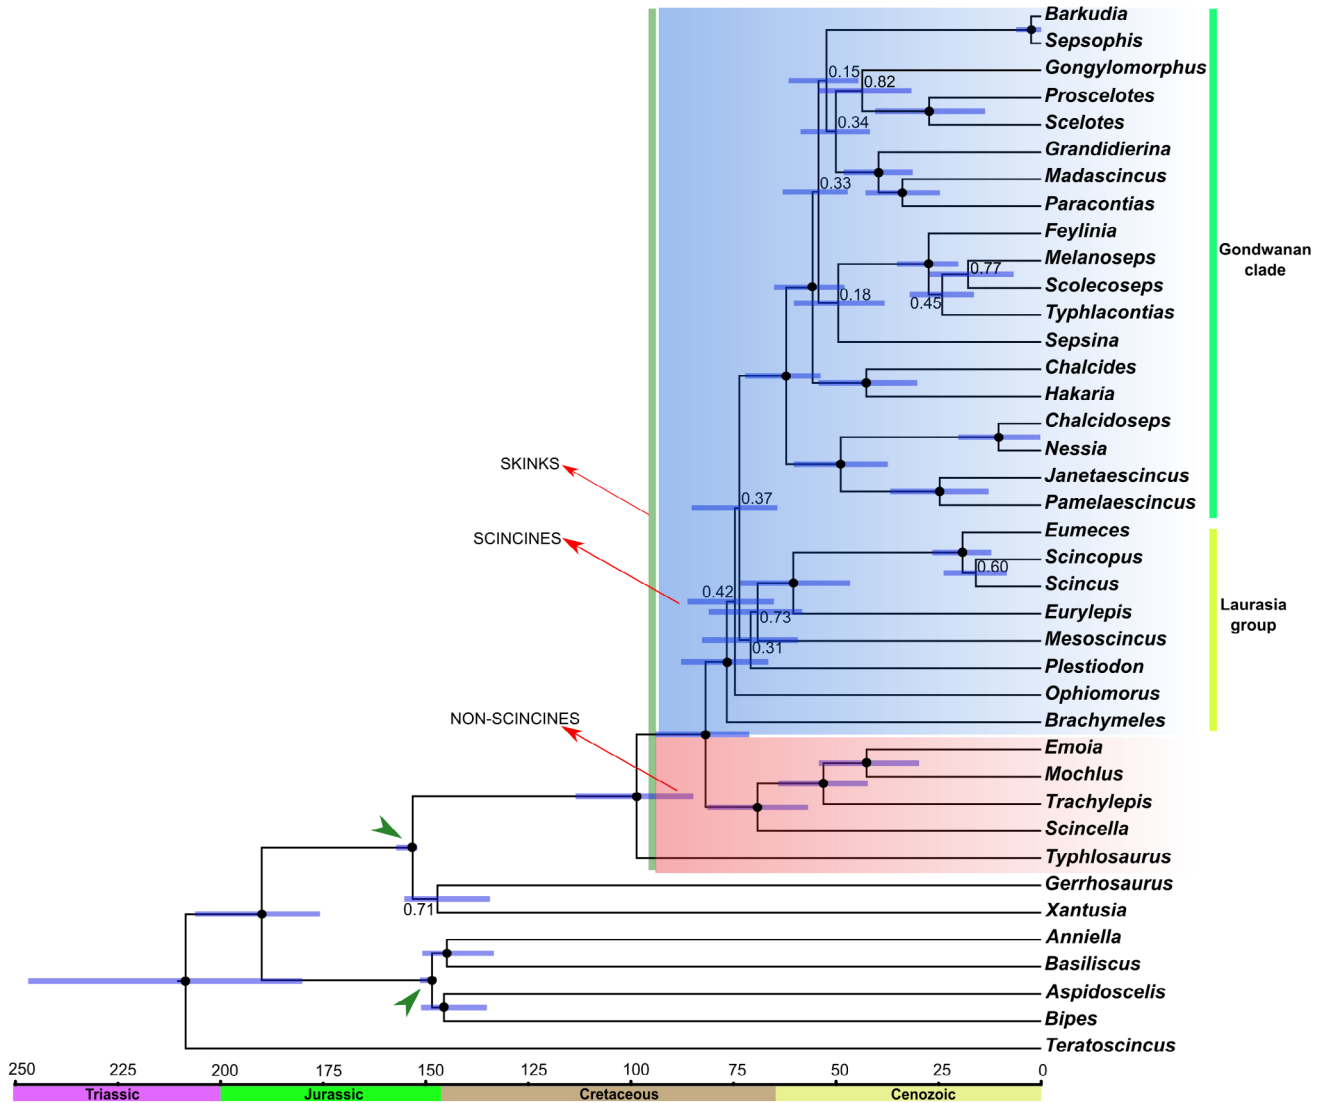 Barkudia
Sepsophis
Gongylomorphus
Proscelotes
Scelotes
Grandidierina
Madascincus
Paracontias
Feylinia
Melanoseps
Scolecoseps
Typhlacontias
Sepsina
Chalcides
Hakaria
Chalcidoseps
Nessia
Janetaescincus
Pamelaescincus
Eumeces
Scincopus
Scincus
Eurylepis
Mesoscincus
Plestiodon
Ophiomorus
Brachymeles
Emoia
Mochlus
Trachylepis
Scincella
Typhlosaurus
Gerrhosaurus
Xantusia
Anniella
Basiliscus
Aspidoscelis
Bipes
Teratoscincus
0.15
0.82
0.34
0.33
0.77
0.18
0.45
0.37
0.60
0.42
0.73
0.31
0.71
SKINKS
SCINCINES
NON-SCINCINES
Gondwanan
clade
Laurasia
group
250 225 200 175 150 125 100 75 50 25 0
Triassic Jurassic Cretaceous Cenozoic